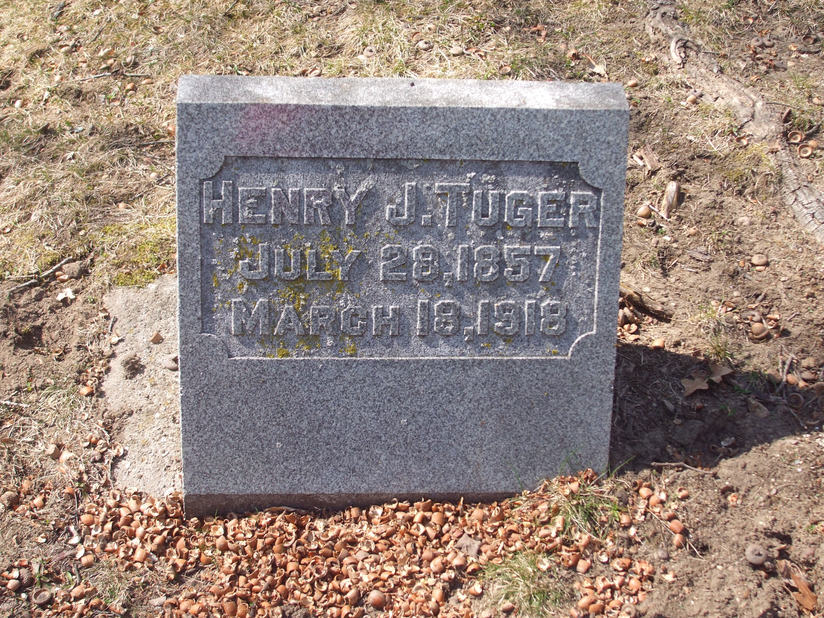 HENRY J. TUGER
JULY 28, 1857
MARCH 18, 1918